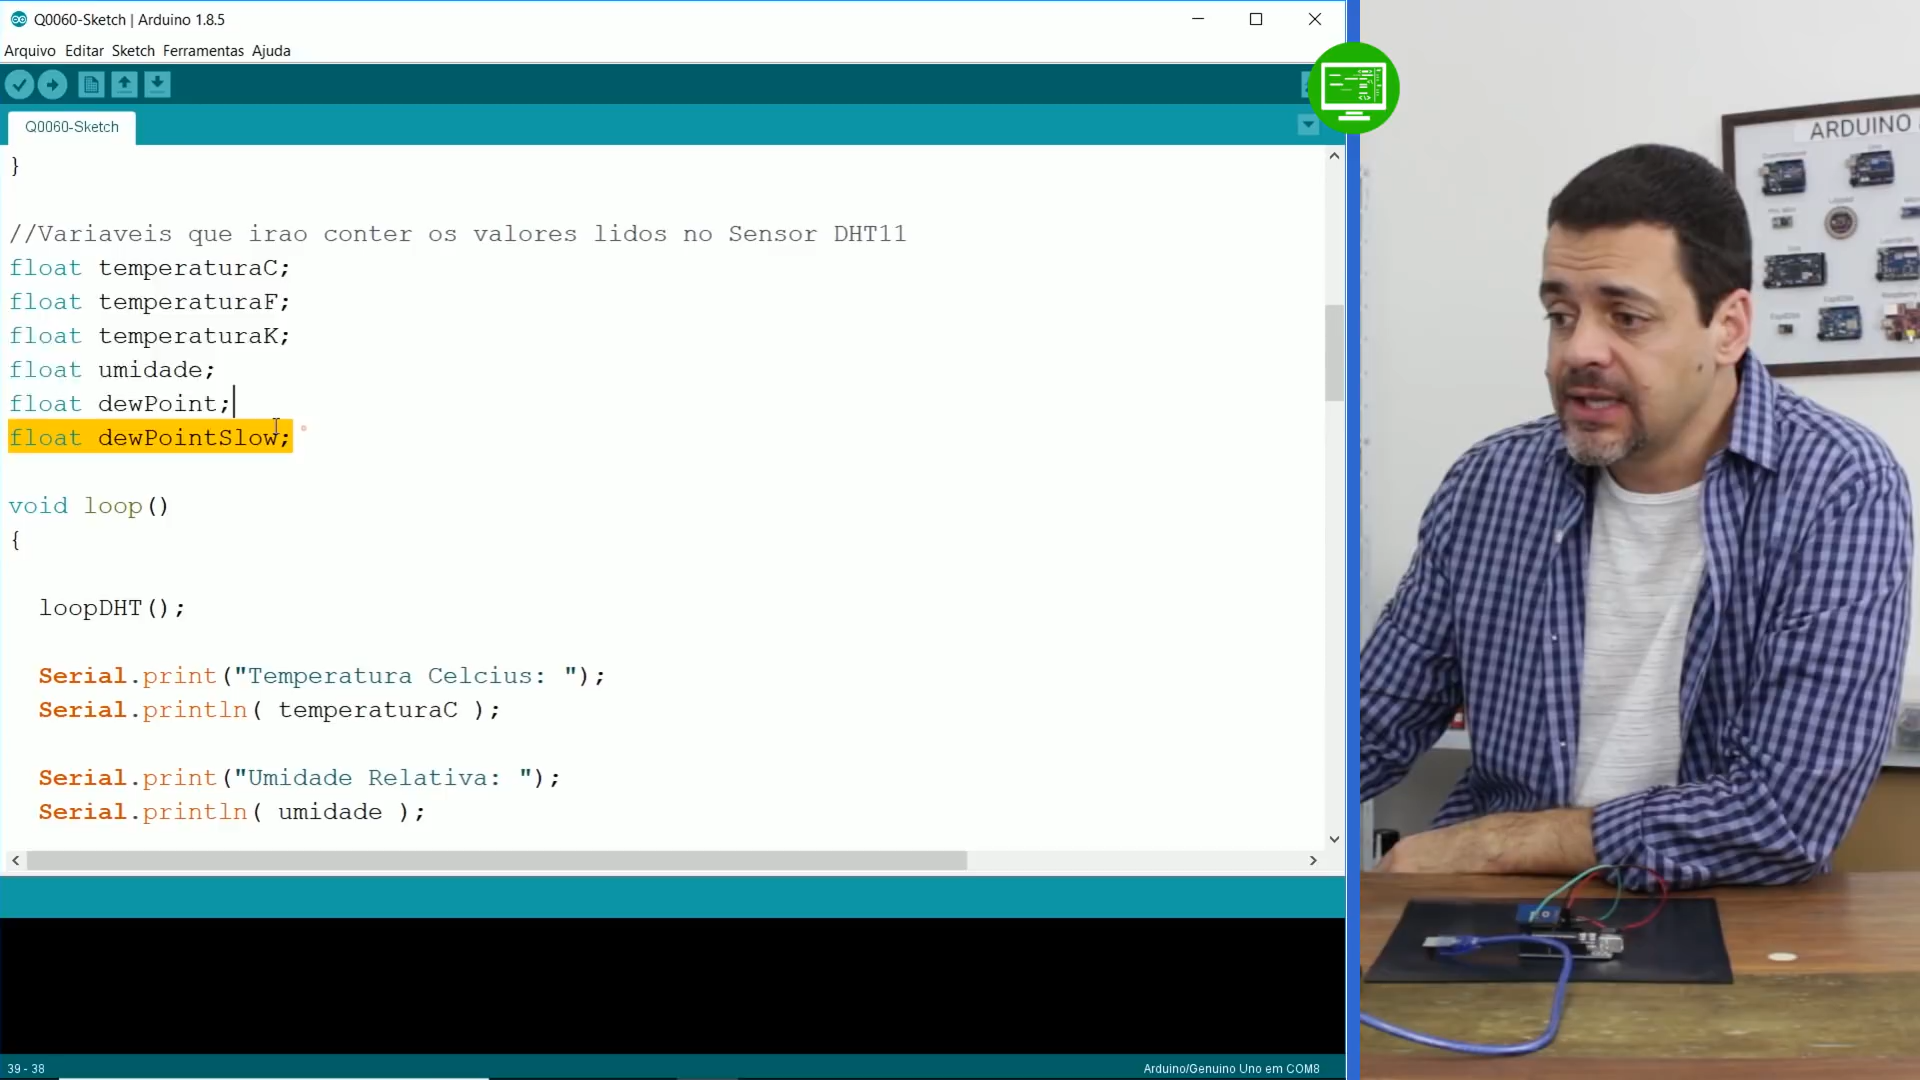 Q0060-Sketch | Arduino 1.8.5
Arquivo Editar Sketch Ferramentas Ajuda
Q0060-Sketch
}
//Variaveis que irao conter os valores lidos no Sensor DHT11
float temperaturaC;
float temperaturaF;
float temperaturaK;
float umidade;
float dewPoint;
float dewPointSlow;
void loop()
{
loopDHT();
Serial.print("Temperatura Celcius: ");
Serial.println( temperaturaC );
Serial.print("Umidade Relativa: ");
Serial.println( umidade );
39 - 38
Arduino/Genuino Uno em COM8
ARDUINO